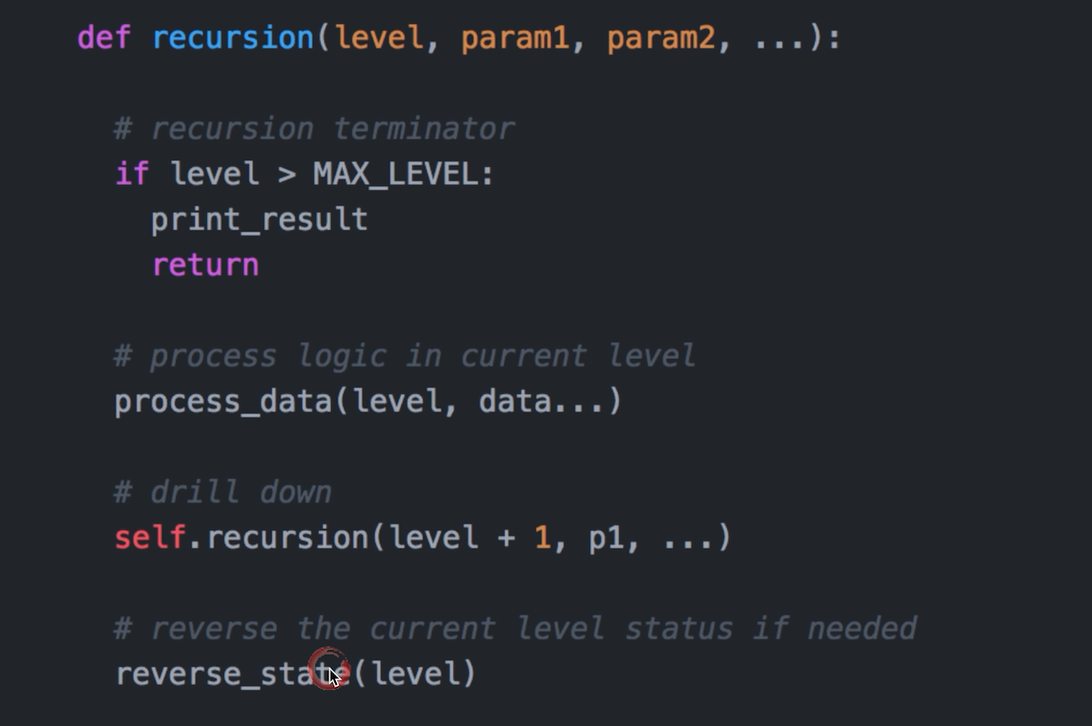 def recursion(level, param1, param2, ...):
# recursion terminator
if level > MAX_LEVEL:
print_result
return
# process logic in current level
process_data(level, data...)
# drill down
self.recursion(level + 1, p1, ...)
# reverse the current level status if needed
reverse_state(level)